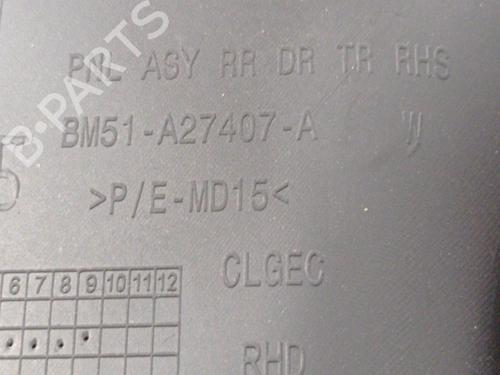 B-PARTS
PNL ASY RR DR TR RHS
BM51-A27407-A
>P/E-MD15<
CLGEC
6 7 8 9 10 11 12
RHD